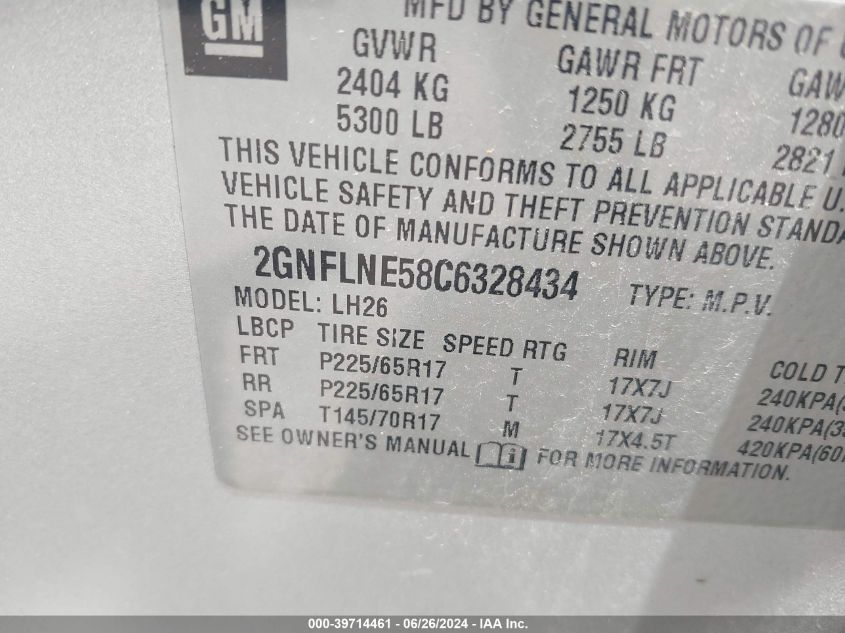 GM
MFD BY GENERAL MOTORS OF
GVWR GAWR FRT GAW
2404 KG 1250 KG 1280
5300 LB 2755 LB 2821
THIS VEHICLE CONFORMS TO ALL APPLICABLE U.
VEHICLE SAFETY AND THEFT PREVENTION STANDA
THE DATE OF MANUFACTURE SHOWN ABOVE.
2GNFLNE58C6328434 TYPE: M.P.V.
MODEL: LH26
LBCP TIRE SIZE SPEED RTG RIM COLD T
FRT P225/65R17 T 17X7J 240KPA(
RR P225/65R17 T 17X7J 240KPA(3
SPA T145/70R17 M 17X4.5T 420KPA(60
SEE OWNER'S MANUAL FOR MORE INFORMATION.
000-39714461 - 06/26/2024 - IAA Inc.